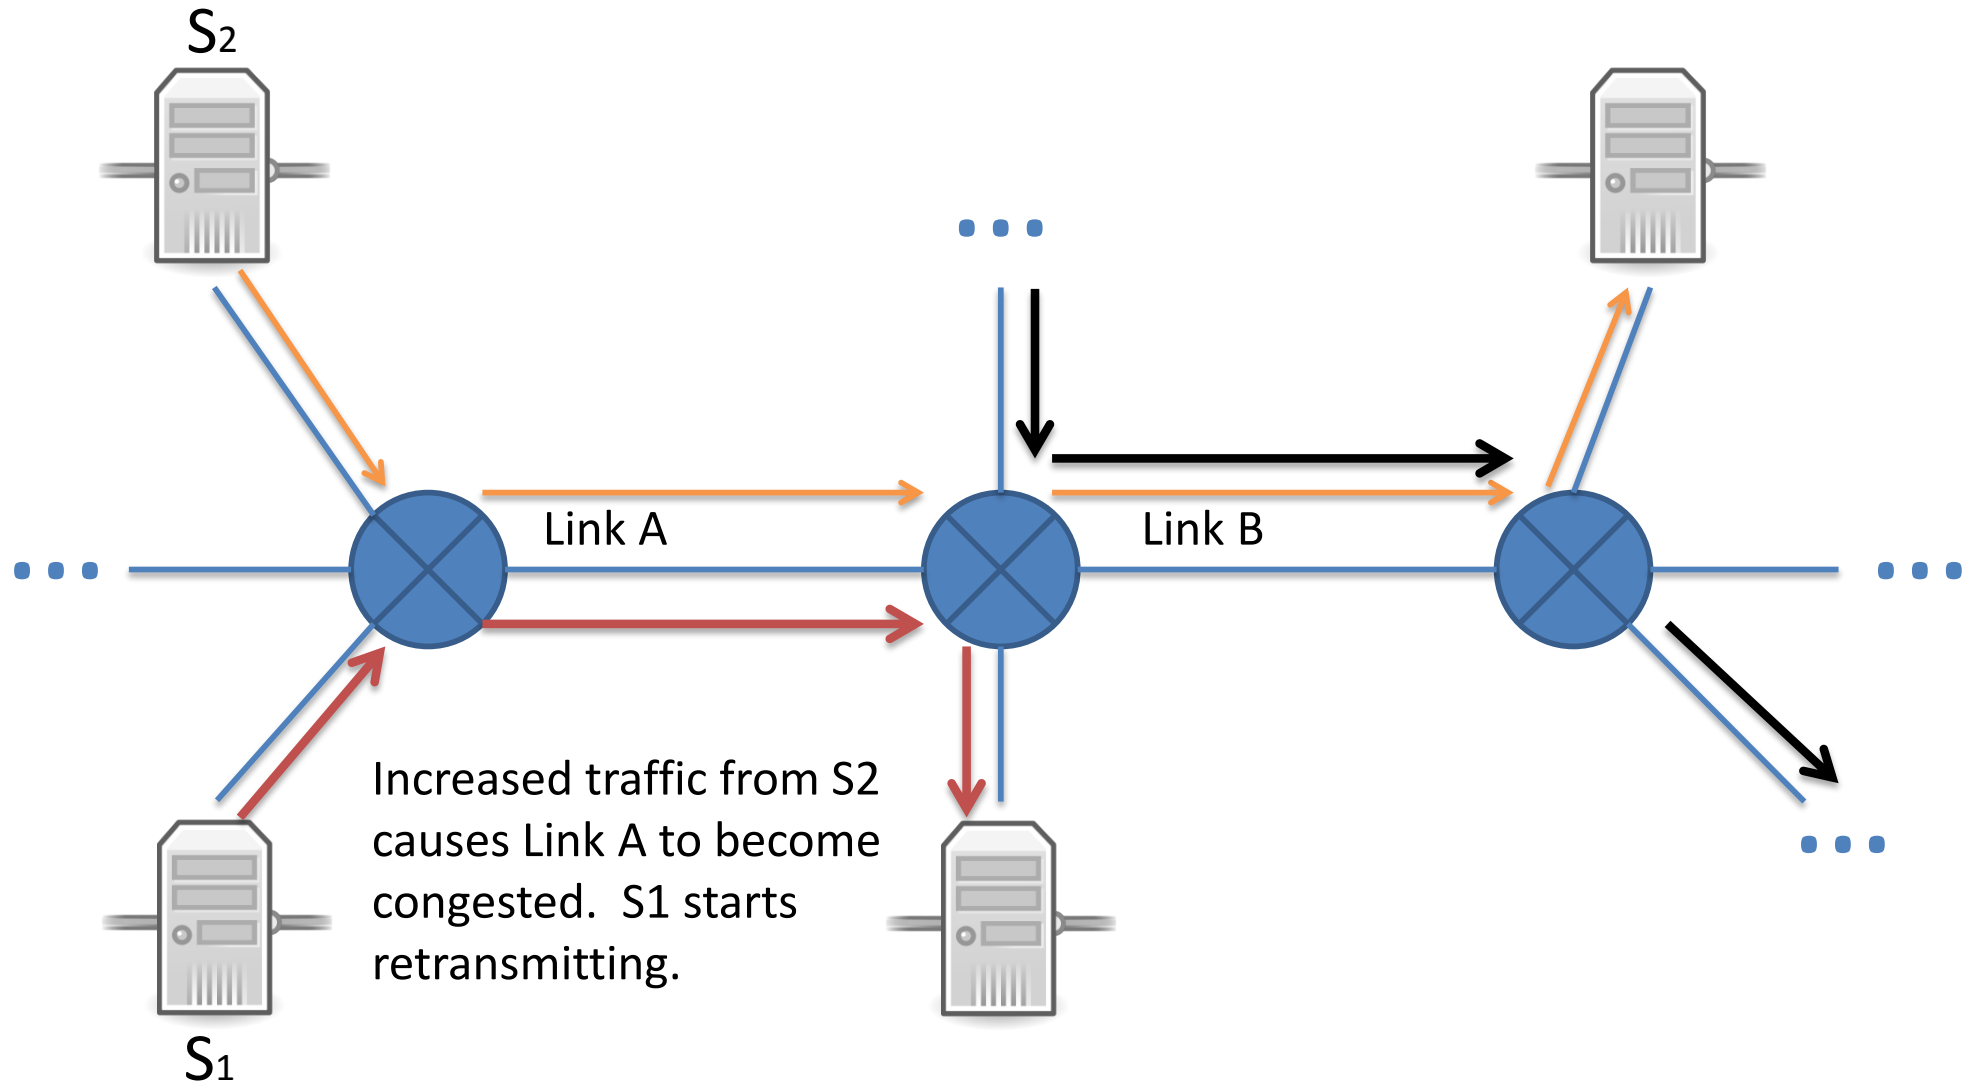 S2
Link A
Link B
Increased traffic from S2
causes Link A to become
congested.  S1 starts
retransmitting.
S1